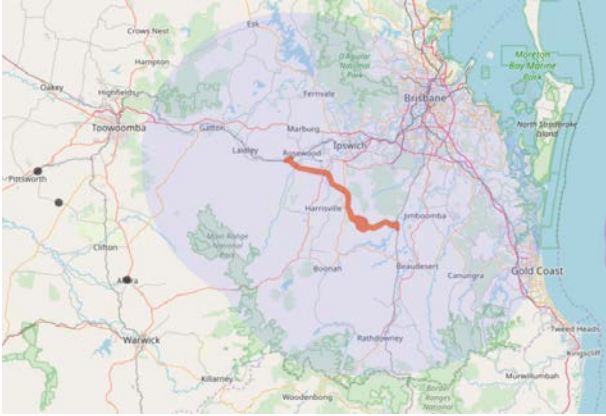 Esk
Crows Nest
D'Aguilar
National
Park
Moreton
Bay Marine
Park
Hampton
Oakey
Highfields
Fernvale
Brisbane
Toowoomba
Gatton
Marburg
North Stradbroke
Island
Laidley
Rosewood
Ipswich
Pittsworth
Harrisville
Jimboomba
Main Range
National
Park
Clifton
Boonah
Beaudesert
Canungra
Gold Coast
Allora
Warwick
Rathdowney
Tweed Heads
Kingscliff
Killarney
Murwillumbah
Border
Ranges
National
Woodenbong